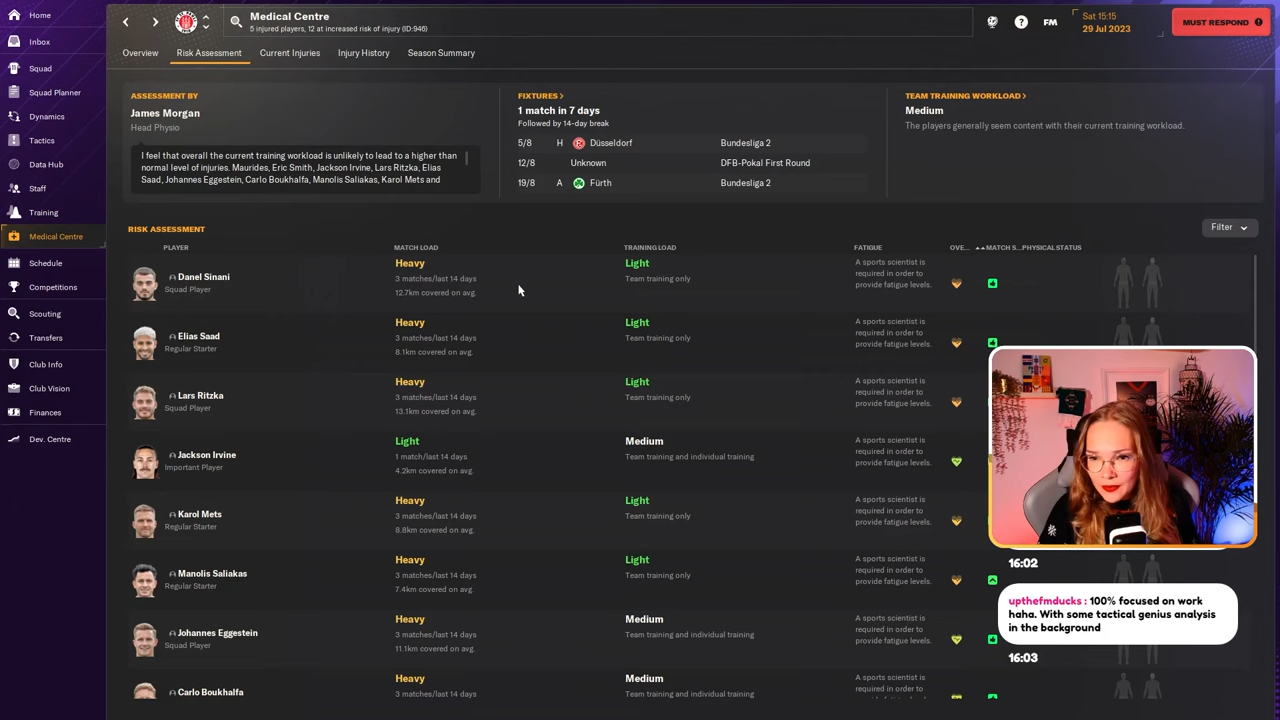 Home
Inbox
Squad
Squad Planner
Dynamics
Tactics
Data Hub
Staff
Training
Medical Centre
Schedule
Competitions
Scouting
Transfers
Club Info
Club Vision
Finances
Dev. Centre
Medical Centre
5 injured players, 12 at increased risk of injury (ID:946)
FM
Sat 15:15
29 Jul 2023
MUST RESPOND
Overview
Risk Assessment
Current Injuries
Injury History
Season Summary
ASSESSMENT BY
James Morgan
Head Physio
I feel that overall the current training workload is unlikely to lead to a higher than
normal level of injuries. Maurides, Eric Smith, Jackson Irvine, Lars Ritzka, Elias
Saad, Johannes Eggestein, Carlo Boukhalfa, Manolis Saliakas, Karol Mets and
FIXTURES >
1 match in 7 days
Followed by 14-day break
5/8 H Düsseldorf Bundesliga 2
12/8 Unknown DFB-Pokal First Round
19/8 A Fürth Bundesliga 2
TEAM TRAINING WORKLOAD >
Medium
The players generally seem content with their current training workload.
RISK ASSESSMENT
Filter
PLAYER MATCH LOAD TRAINING LOAD FATIGUE OVE... MATCH S... PHYSICAL STATUS
Danel Sinani
Squad Player
Heavy
3 matches/last 14 days
12.7km covered on avg.
Light
Team training only
A sports scientist is
required in order to
provide fatigue levels.
Elias Saad
Regular Starter
Heavy
3 matches/last 14 days
8.1km covered on avg.
Light
Team training only
A sports scientist is
required in order to
provide fatigue levels.
Lars Ritzka
Squad Player
Heavy
3 matches/last 14 days
13.1km covered on avg.
Light
Team training only
A sports scientist is
required in order to
provide fatigue levels.
Jackson Irvine
Important Player
Light
1 match/last 14 days
4.2km covered on avg.
Medium
Team training and individual training
A sports scientist is
required in order to
provide fatigue levels.
Karol Mets
Regular Starter
Heavy
3 matches/last 14 days
8.8km covered on avg.
Light
Team training only
A sports scientist is
required in order to
provide fatigue levels.
Manolis Saliakas
Regular Starter
Heavy
3 matches/last 14 days
7.4km covered on avg.
Light
Team training only
A sports scientist is
required in order to
provide fatigue levels.
Johannes Eggestein
Squad Player
Heavy
3 matches/last 14 days
11.1km covered on avg.
Medium
Team training and individual training
A sports scientist is
required in order to
provide fatigue levels.
Carlo Boukhalfa
Heavy
3 matches/last 14 days
Medium
Team training and individual training
A sports scientist is
required in order to
16:02
upthefmducks : 100% focused on work
haha. With some tactical genius analysis
in the background
16:03